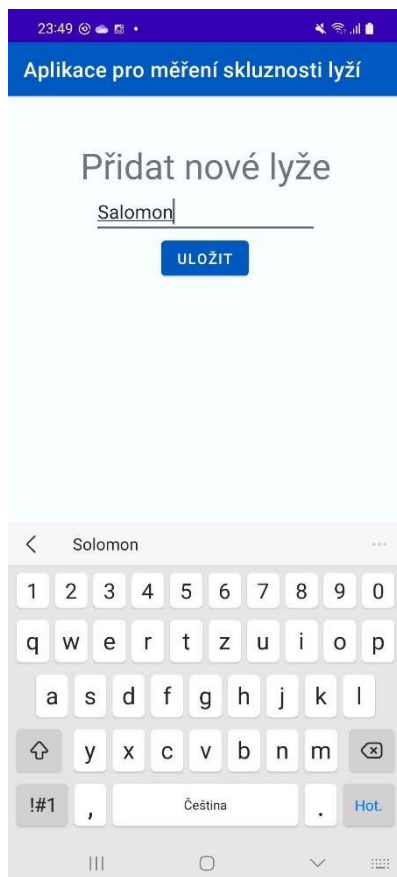 23:49
Aplikace pro měření skluznosti lyží
Přidat nové lyže
Salomon
ULOŽIT
Solomon
1 2 3 4 5 6 7 8 9 0
q w e r t z u i o p
a s d f g h j k l
y x c v b n m
!#1 , Čeština . Hot.